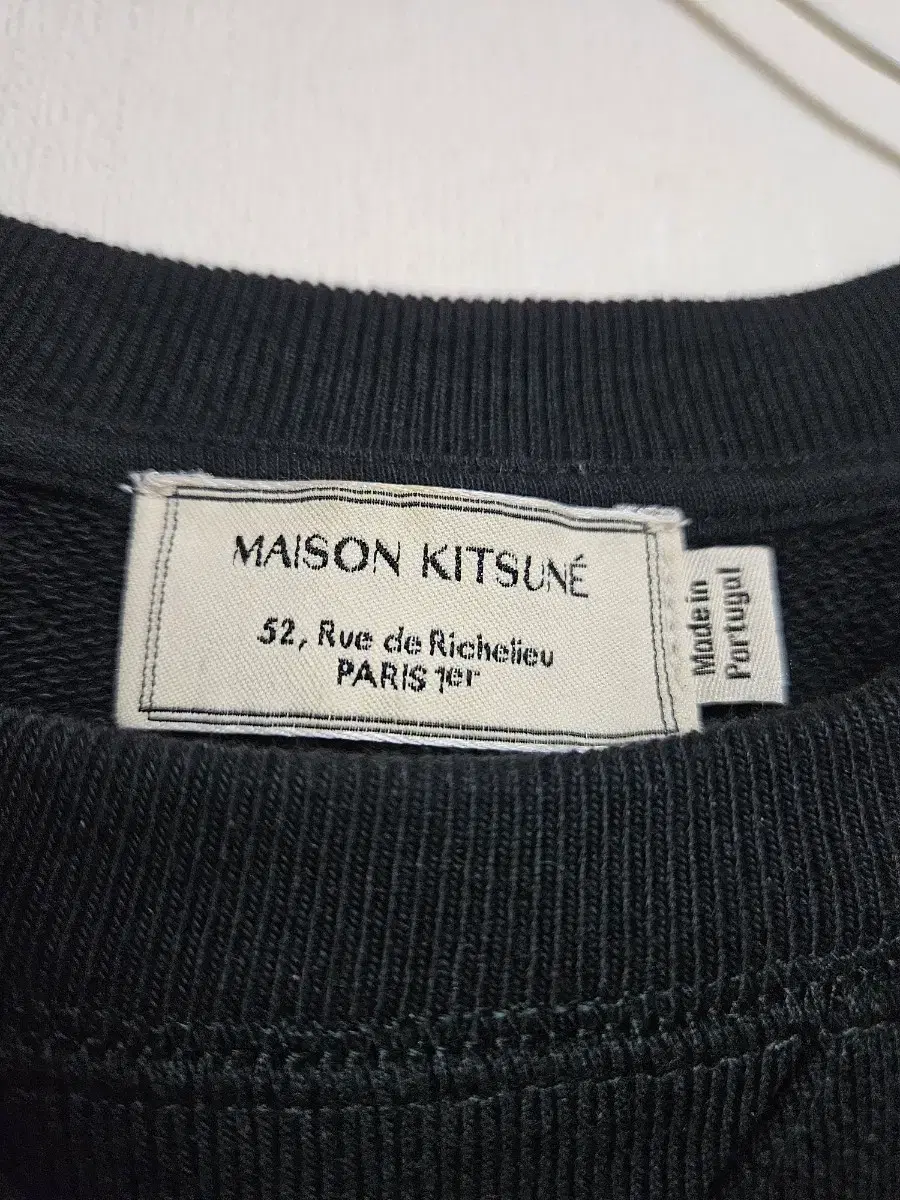 MAISON KITSUNÉ
52, Rue de Richelieu
PARIS 1er
Made in
Portugal